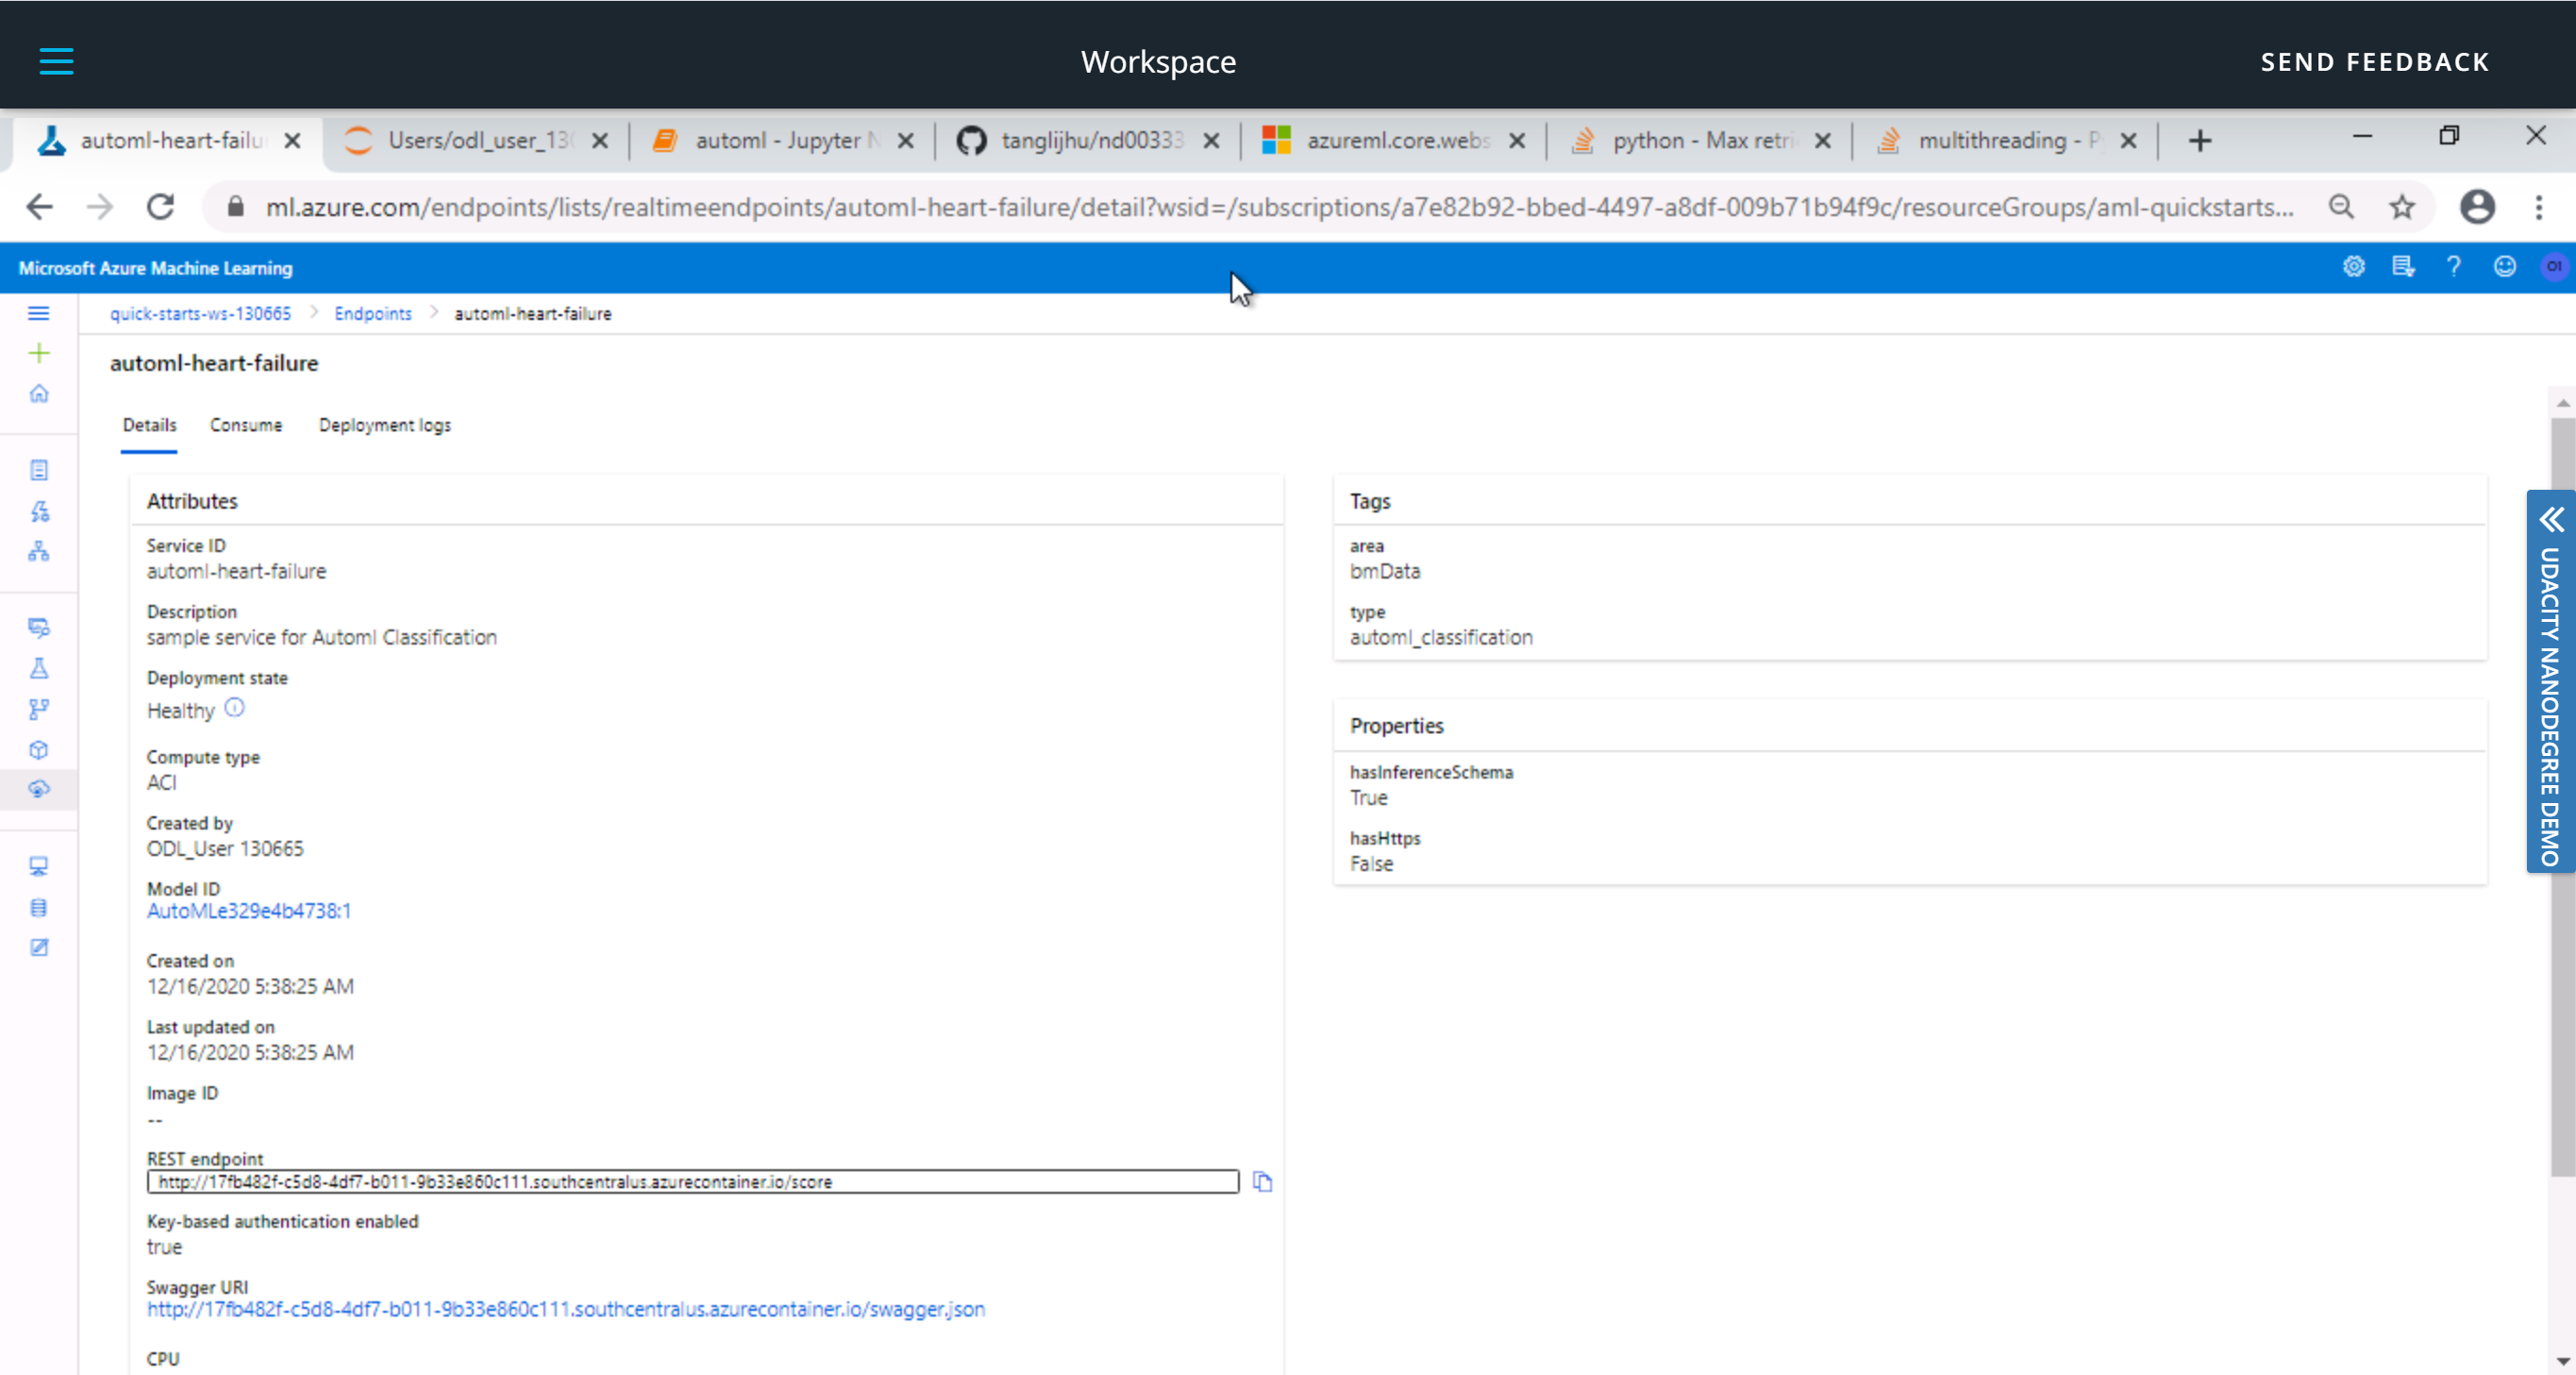 Workspace
SEND FEEDBACK
automl-heart-failu
Users/odl_user_13
automl - Jupyter N
tanglijhu/nd00333
azureml.core.webs
python - Max retri
multithreading - P
ml.azure.com/endpoints/lists/realtimeendpoints/automl-heart-failure/detail?wsid=/subscriptions/a7e82b92-bbed-4497-a8df-009b71b94f9c/resourceGroups/aml-quickstarts...
Microsoft Azure Machine Learning
OI
quick-starts-ws-130665 > Endpoints > automl-heart-failure
automl-heart-failure
Details Consume Deployment logs
Attributes
Service ID
automl-heart-failure
Description
sample service for Automl Classification
Deployment state
Healthy
Compute type
ACI
Created by
ODL_User 130665
Model ID
AutoMLe329e4b4738:1
Created on
12/16/2020 5:38:25 AM
Last updated on
12/16/2020 5:38:25 AM
Image ID
--
REST endpoint
http://17fb482f-c5d8-4df7-b011-9b33e860c111.southcentralus.azurecontainer.io/score
Key-based authentication enabled
true
Swagger URI
http://17fb482f-c5d8-4df7-b011-9b33e860c111.southcentralus.azurecontainer.io/swagger.json
CPU
Tags
area
bmData
type
automl_classification
Properties
hasInferenceSchema
True
hasHttps
False
UDACITY NANODEGREE DEMO